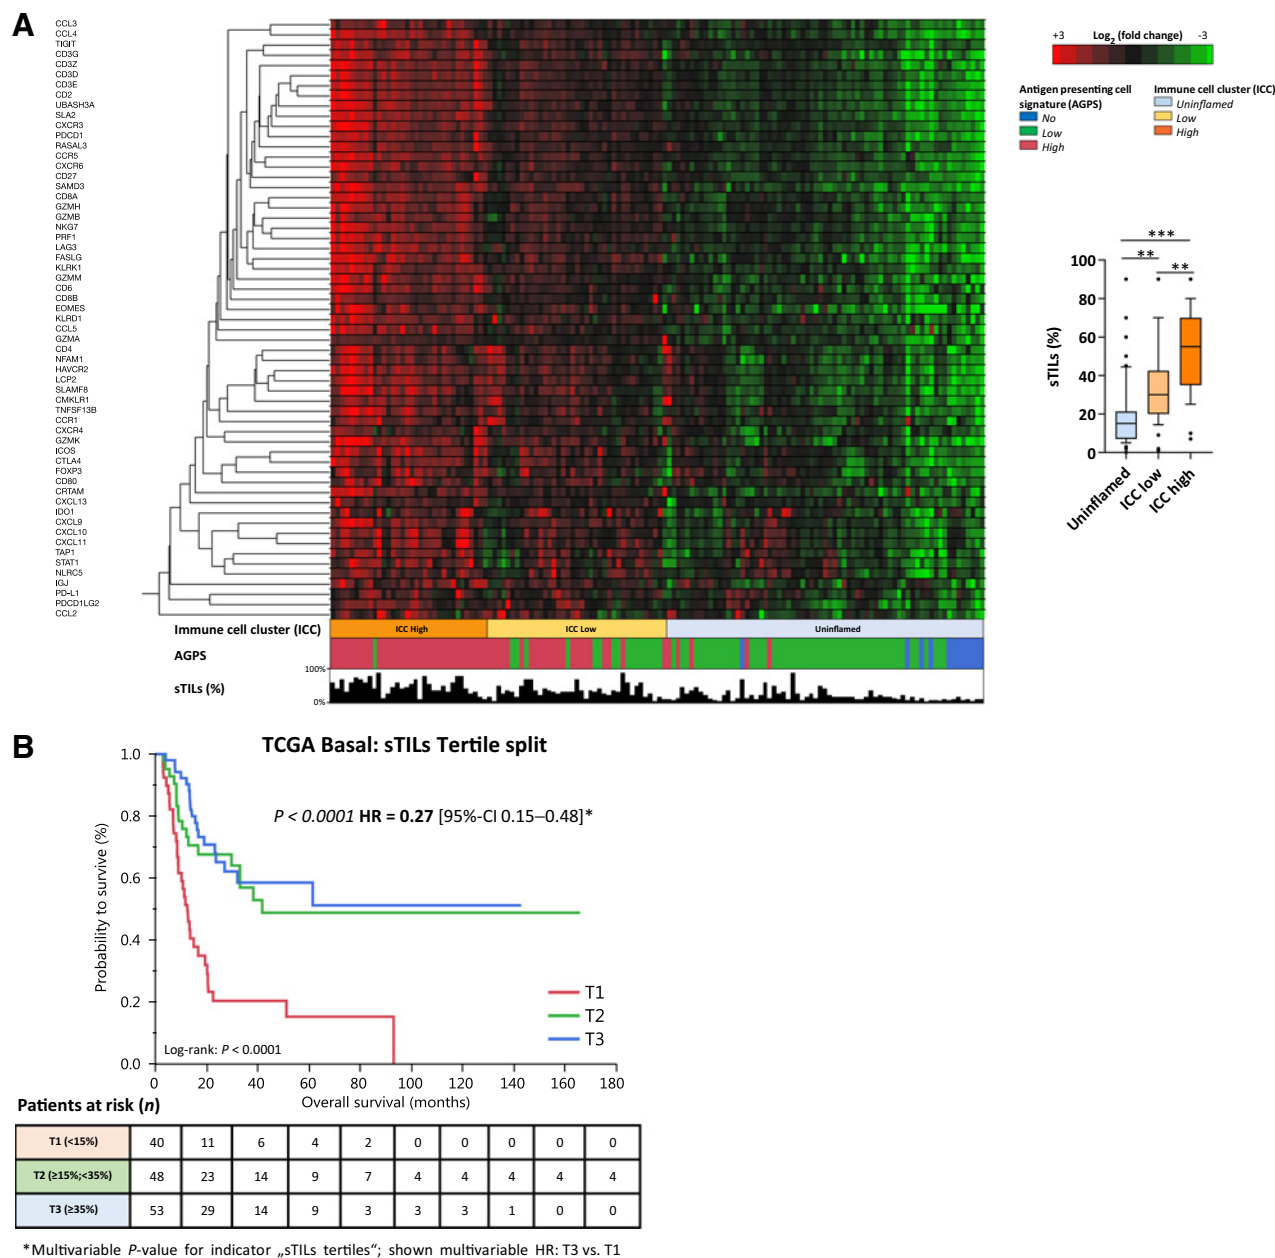 A
CCL3
CCL4
TIGIT
CD3G
CD3Z
CD3D
CD3E
CD2
UBASH3A
SLA2
CXCR3
PDCD1
RASAL3
CCR5
CXCR6
CD27
SAMD3
CD8A
GZMH
GZMB
NKG7
PRF1
LAG3
FASLG
KLRK1
GZMM
CD6
CD8B
EOMES
KLRD1
CCL5
GZMA
CD4
NFAM1
HAVCR2
LCP2
SLAMF8
CMKLR1
TNFSF13B
CCR1
CXCR4
GZMK
ICOS
CTLA4
FOXP3
CD80
CRTAM
CXCL13
IDO1
CXCL9
CXCL10
CXCL11
TAP1
STAT1
NLRC5
IGJ
PD-L1
PDCD1LG2
CCL2
Immune cell cluster (ICC)
ICC High
ICC Low
Uninflamed
AGPS
sTILs (%)
100%
0%
+3
Log2 (fold change)
-3
Antigen presenting cell
signature (AGPS)
No
Low
High
Immune cell cluster (ICC)
Uninflamed
Low
High
***
**
**
sTILs (%)
100
80
60
40
20
0
Uninflamed
ICC low
ICC high
B
TCGA Basal: sTILs Tertile split
P < 0.0001 HR = 0.27 [95%-CI 0.15–0.48]*
Probability to survive (%)
1.0
0.8
0.6
0.4
0.2
0.0
T1
T2
T3
Log-rank: P < 0.0001
0 20 40 60 80 100 120 140 160 180
Overall survival (months)
Patients at risk (n)
T1 (<15%) 40 11 6 4 2 0 0 0 0 0
T2 (≥15%;<35%) 48 23 14 9 7 4 4 4 4 4
T3 (≥35%) 53 29 14 9 3 3 3 1 0 0
*Multivariable P-value for indicator „sTILs tertiles“; shown multivariable HR: T3 vs. T1